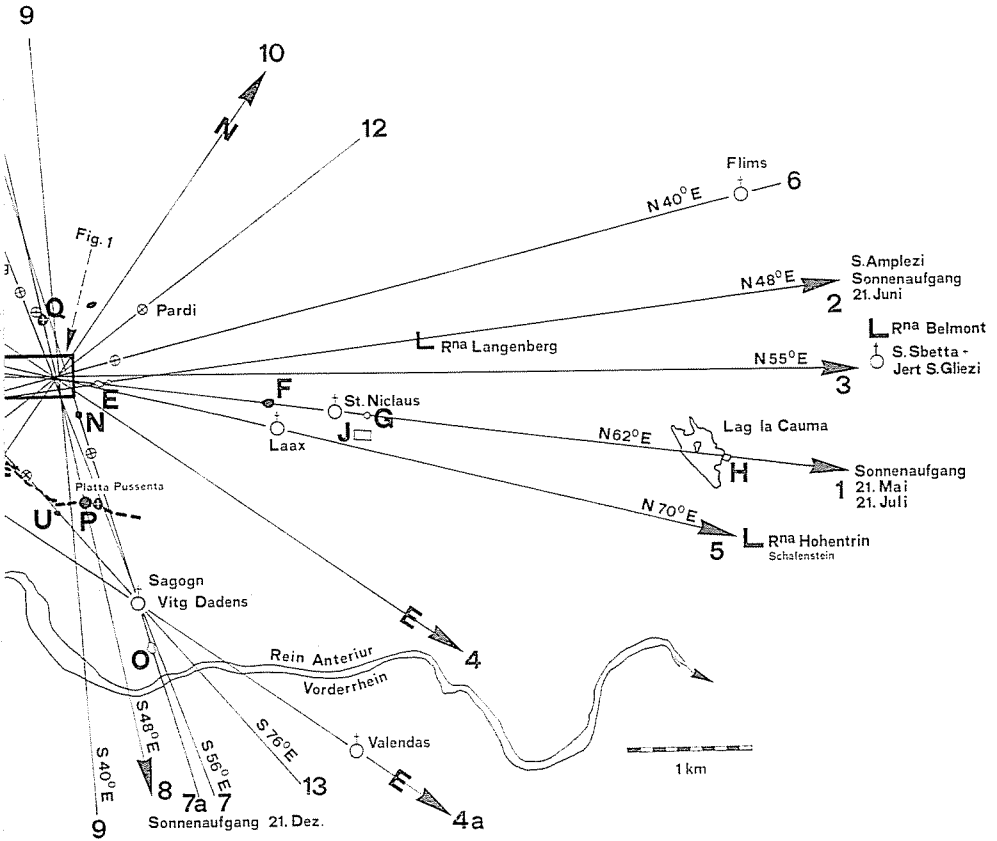 9
10
N
12
Flims
6
N 40° E
Fig. 1
g
Q
Pardi
N 48° E
S. Amplezi
Sonnenaufgang
21. Juni
2
Rna Langenberg
Rna Belmont
S. Sbetta -
Jert S. Gliezi
N 55° E
3
E
F
St. Niclaus
G
N
J
Laax
N 62° E
Lag la Cauma
H
1
Sonnenaufgang
21. Mai
21. Juli
N 70° E
5
Rna Hohentrin
Schalenstein
Platta Pussenta
U
P
Sagogn
Vitg Dadens
E
4
O
Rein Anteriur
Vorderrhein
S 48° E
S 40° E
S 56° E
S 76° E
Valendas
E
4a
1 km
8
7a
7
13
9
Sonnenaufgang 21. Dez.